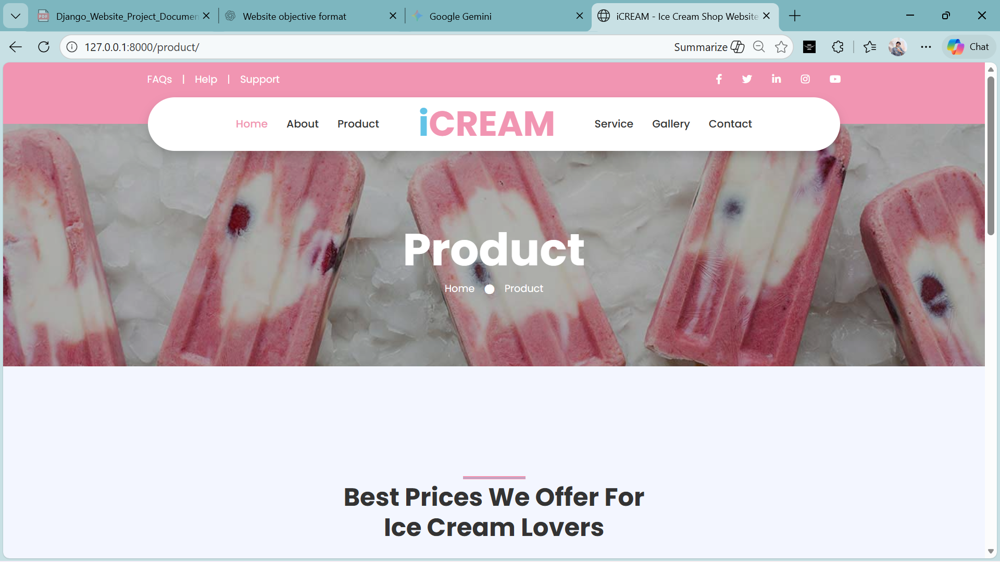 Django_Website_Project_Documen
Website objective format
Google Gemini
iCREAM - Ice Cream Shop Website
127.0.0.1:8000/product/
Summarize
Chat
FAQs | Help | Support
Home About Product iCREAM Service Gallery Contact
Product
Home Product
Best Prices We Offer For
Ice Cream Lovers